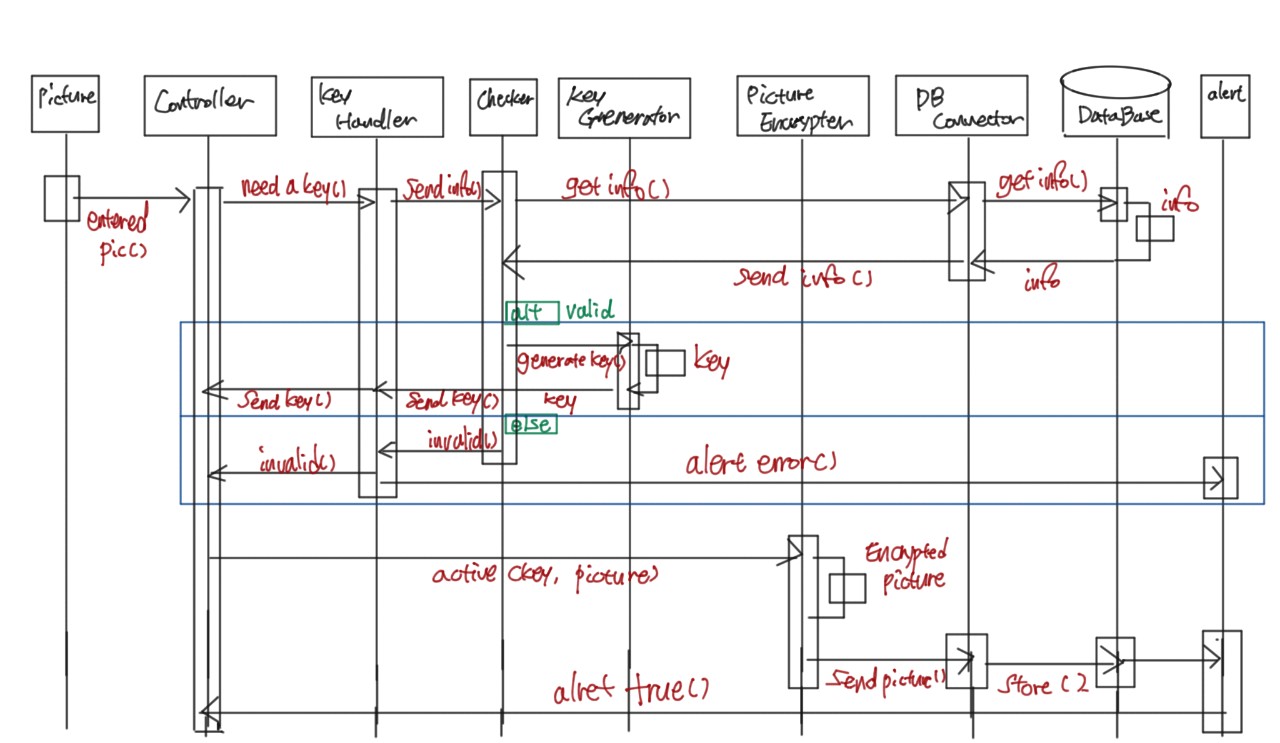 Picture
Controller
Key
Handler
Checker
Key
Generator
Picture
Encrypter
DB
Connector
DataBase
alert
need a key()
Send info()
get info()
get info()
info
entered
pic()
send info()
info
alt valid
generate key()
key
Send key()
Send key()
key
else
invalid()
invalid()
alert error()
active (key, picture)
Encrypted
picture
Send picture()
Store ( )
alret true()